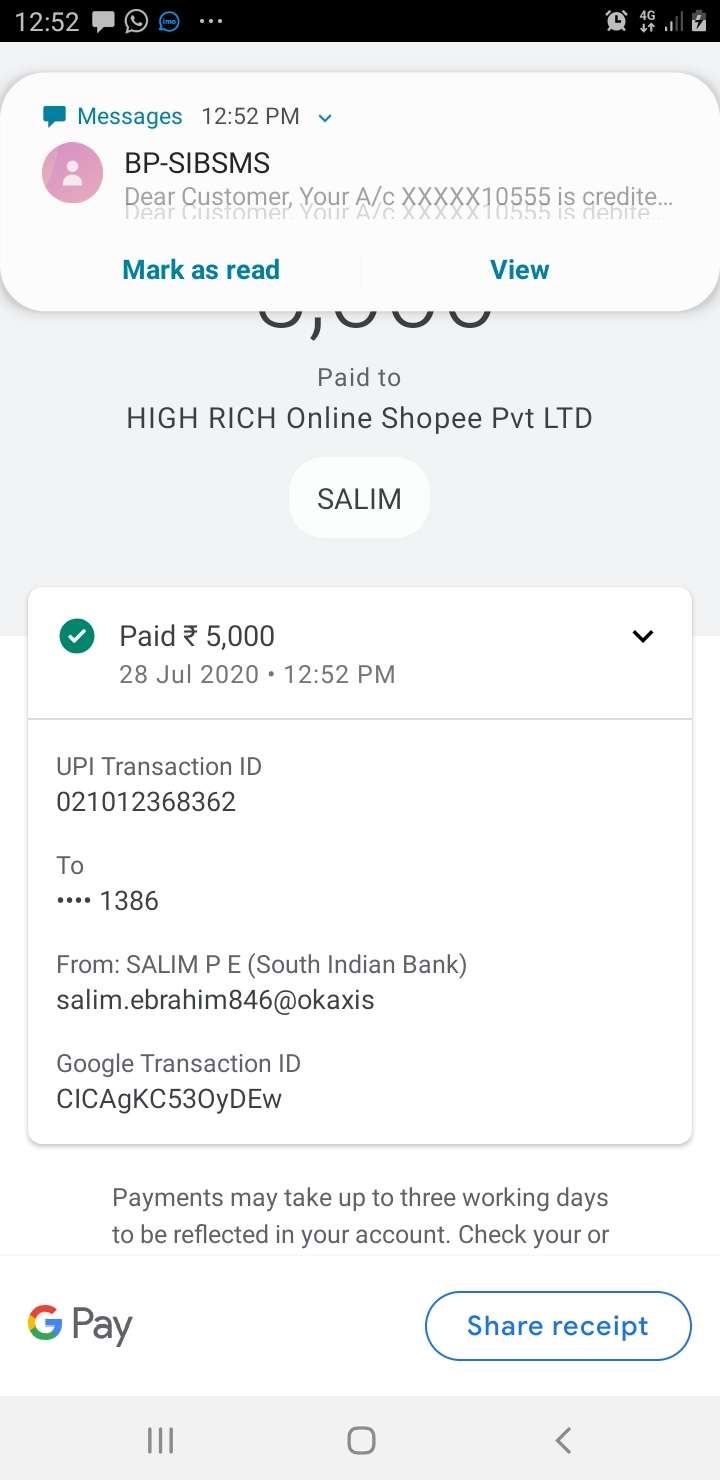 12:52
4G
Messages 12:52 PM
BP-SIBSMS
Dear Customer, Your A/c XXXXX10555 is credite...
Dear Customer, Your A/c XXXXX10555 is debite...
Mark as read View
Paid to
HIGH RICH Online Shopee Pvt LTD
SALIM
Paid ₹ 5,000
28 Jul 2020 • 12:52 PM
UPI Transaction ID
021012368362
To
•••• 1386
From: SALIM P E (South Indian Bank)
salim.ebrahim846@okaxis
Google Transaction ID
CICAgKC53OyDEw
Payments may take up to three working days
to be reflected in your account. Check your or
G Pay
Share receipt